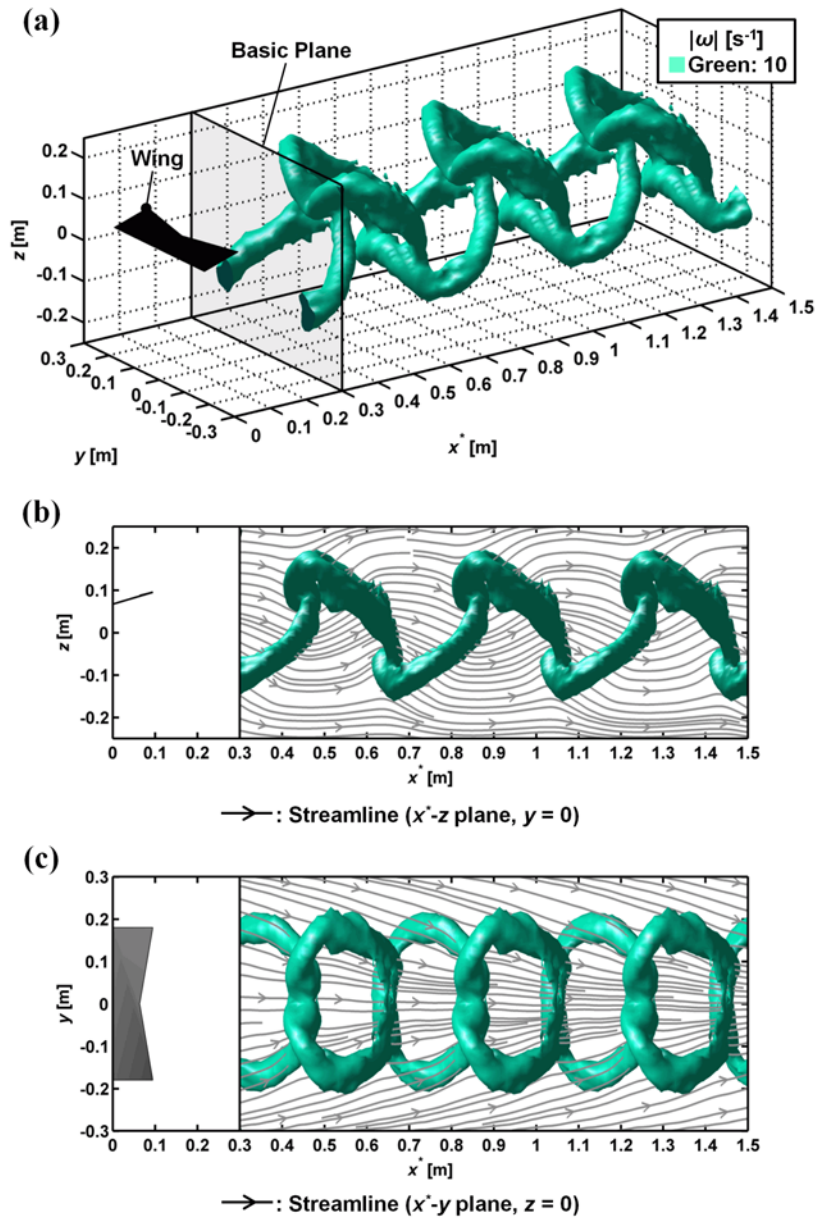 (a)
Basic Plane
|ω| [s⁻¹]
Green: 10
Wing
0.2
0.1
0
-0.1
-0.2
z [m]
0.3
0.2
0.1
0
-0.1
-0.2
-0.3
y [m]
0 0.1 0.2 0.3 0.4 0.5 0.6 0.7 0.8 0.9 1 1.1 1.2 1.3 1.4 1.5
x* [m]
(b)
0.2
0.1
0
-0.1
-0.2
z [m]
0 0.1 0.2 0.3 0.4 0.5 0.6 0.7 0.8 0.9 1 1.1 1.2 1.3 1.4 1.5
x* [m]
: Streamline (x*-z plane, y = 0)
(c)
0.3
0.2
0.1
0
-0.1
-0.2
-0.3
y [m]
0 0.1 0.2 0.3 0.4 0.5 0.6 0.7 0.8 0.9 1 1.1 1.2 1.3 1.4 1.5
x* [m]
: Streamline (x*-y plane, z = 0)